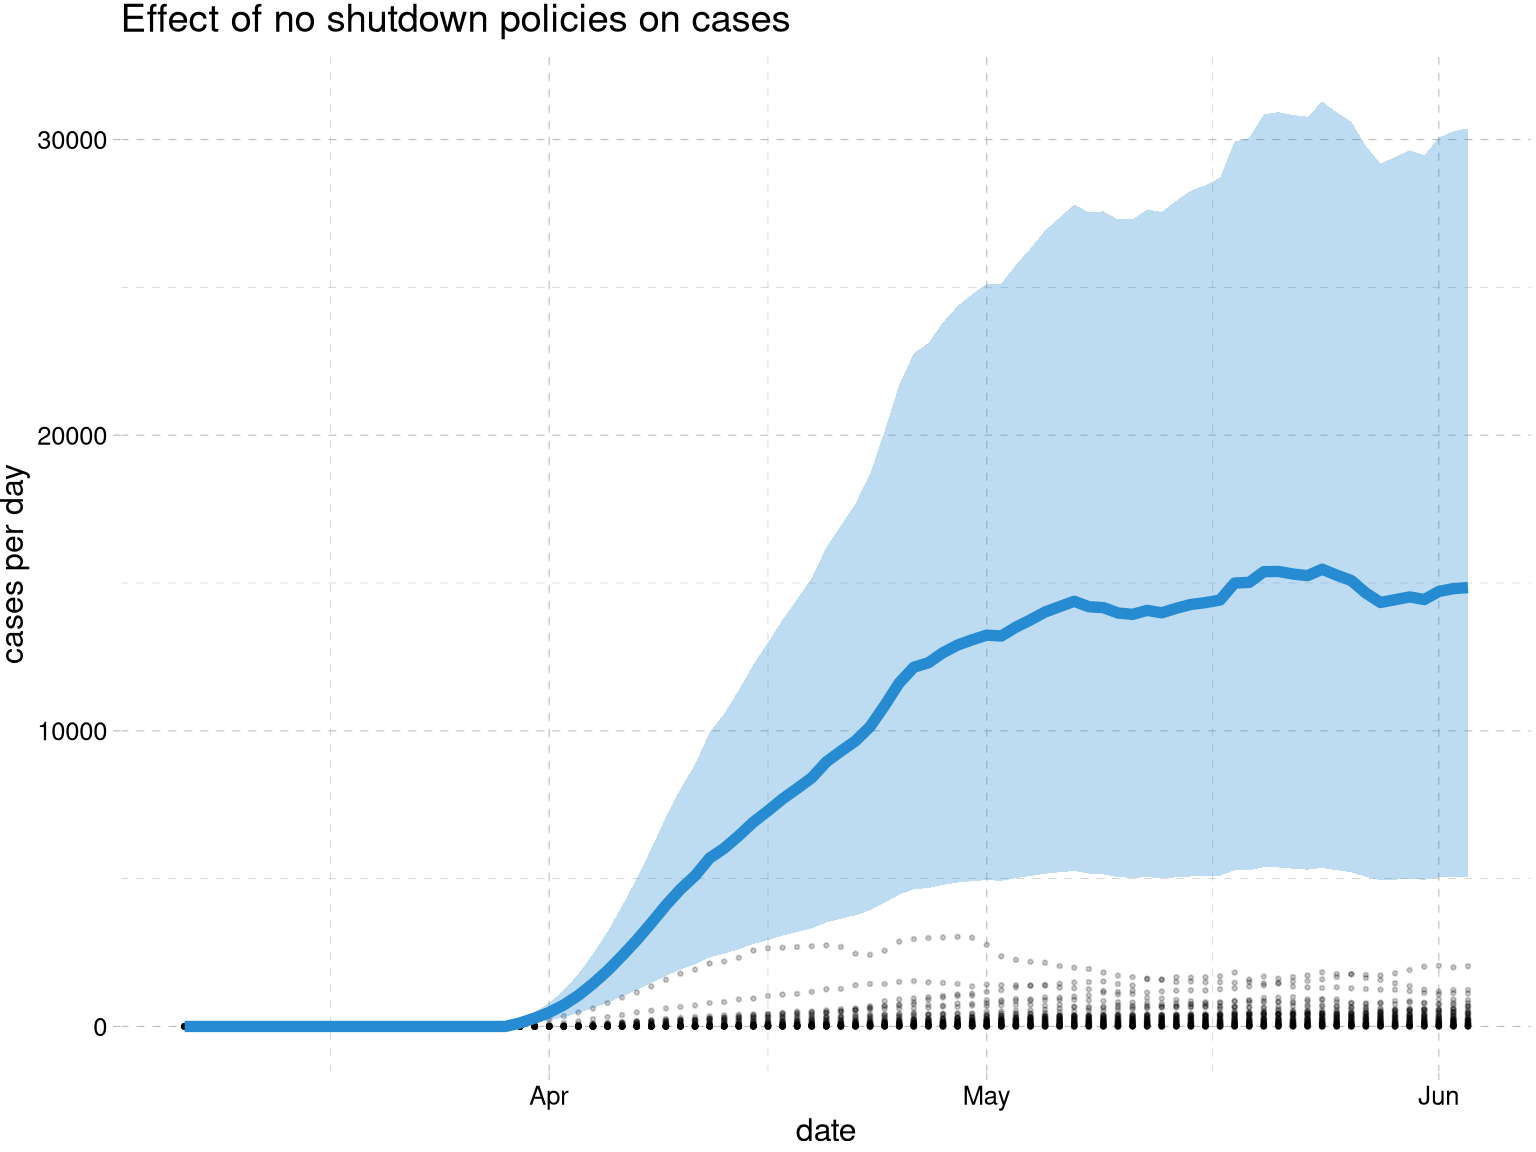 Effect of no shutdown policies on cases
30000
20000
10000
0
cases per day
Apr
May
Jun
date